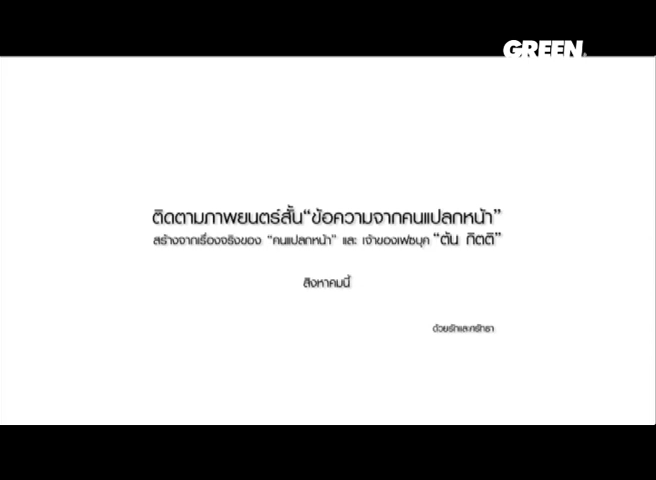 GREEN
ติดตามภาพยนตร์สั้น“ข้อความจากคนแปลกหน้า”
สร้างจากเรื่องจริงของ “คนแปลกหน้า” และ เจ้าของเฟซบุค “ตั้น กิตติ”
สิงหาคมนี้
ด้วยรักและศรัทธา